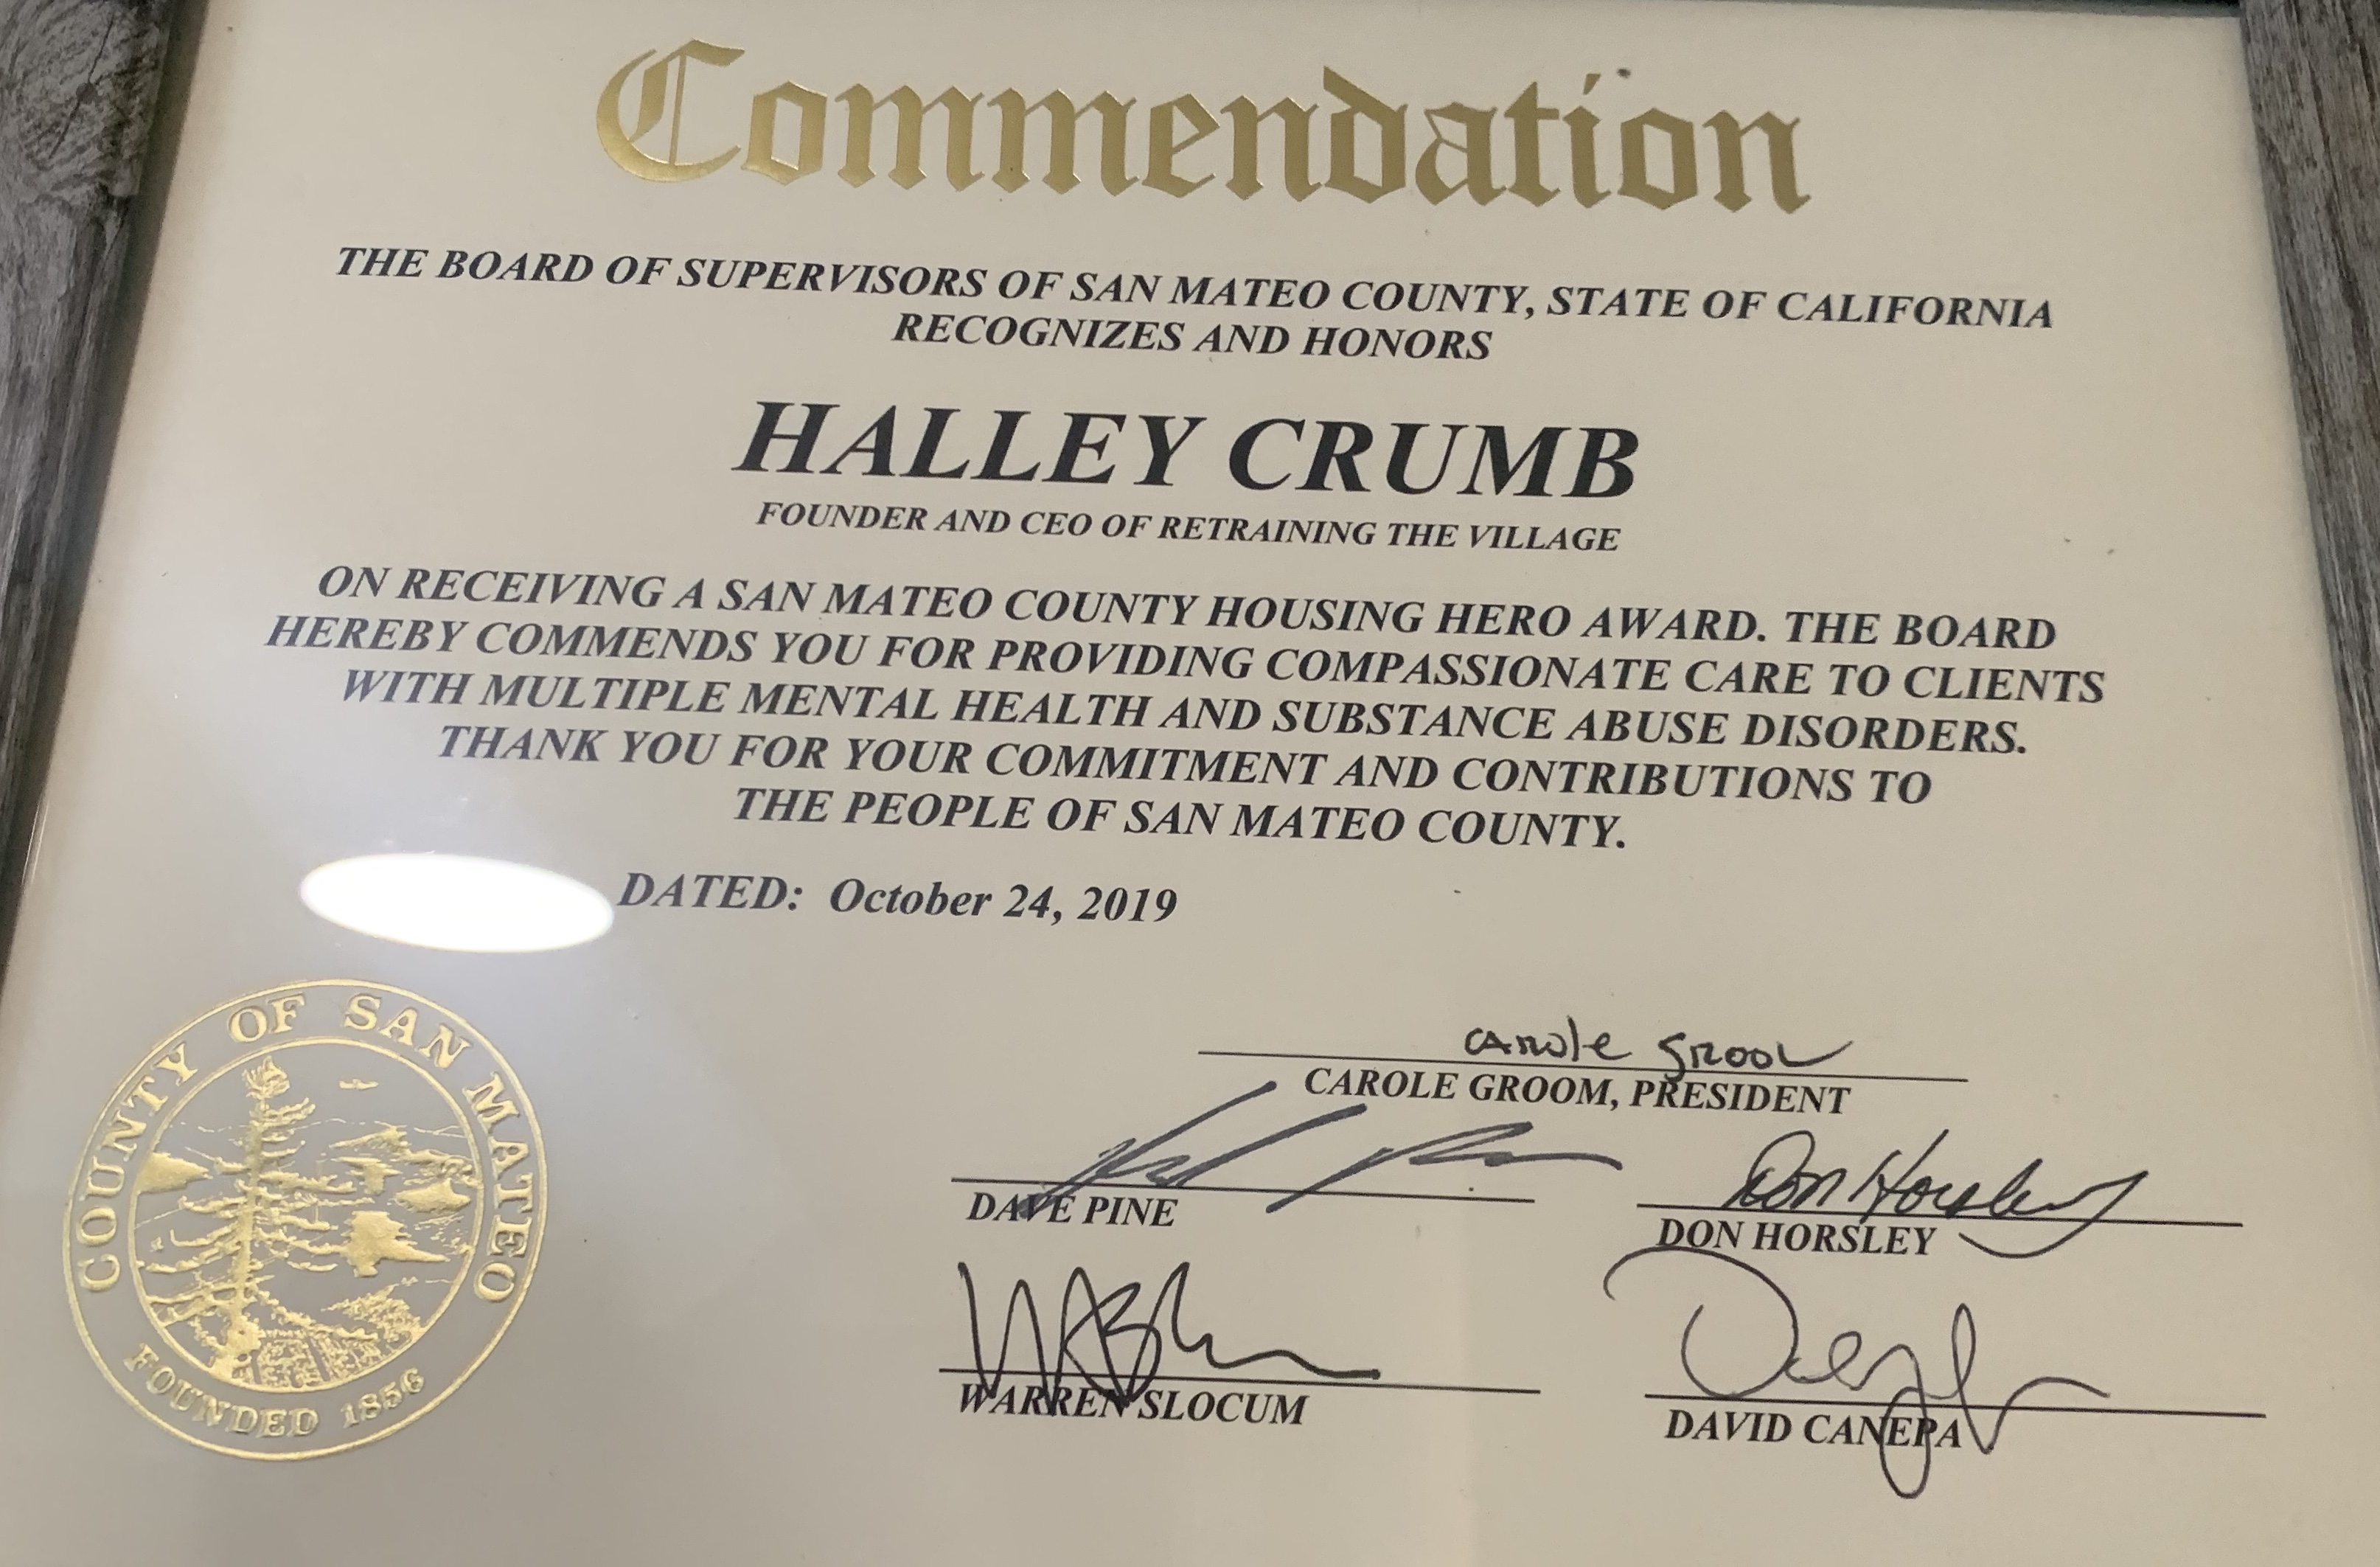 Commendation
THE BOARD OF SUPERVISORS OF SAN MATEO COUNTY, STATE OF CALIFORNIA
RECOGNIZES AND HONORS
HALLEY CRUMB
FOUNDER AND CEO OF RETRAINING THE VILLAGE
ON RECEIVING A SAN MATEO COUNTY HOUSING HERO AWARD. THE BOARD
HEREBY COMMENDS YOU FOR PROVIDING COMPASSIONATE CARE TO CLIENTS
WITH MULTIPLE MENTAL HEALTH AND SUBSTANCE ABUSE DISORDERS.
THANK YOU FOR YOUR COMMITMENT AND CONTRIBUTIONS TO
THE PEOPLE OF SAN MATEO COUNTY.
DATED: October 24, 2019
COUNTY OF SAN MATEO
FOUNDED 1856
Carole Groom
CAROLE GROOM, PRESIDENT
DAVE PINE
Don Horsley
DON HORSLEY
WARREN SLOCUM
DAVID CANEPA